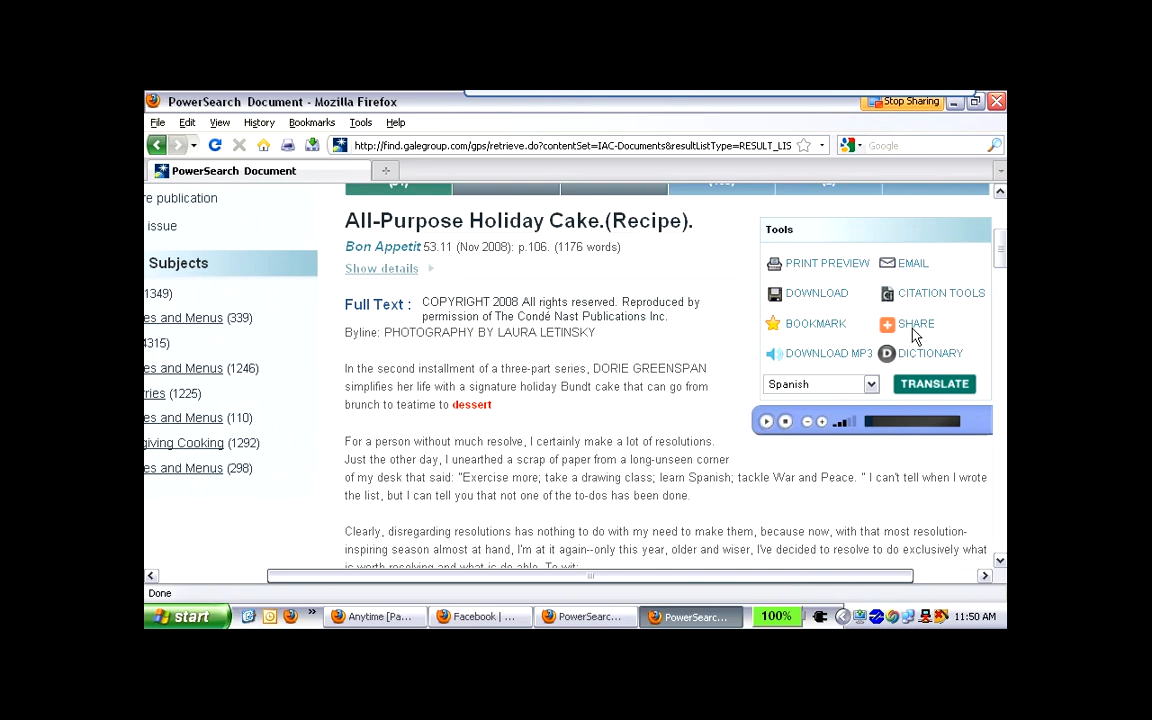 PowerSearch Document - Mozilla Firefox
Stop Sharing
File Edit View History Bookmarks Tools Help
http://find.galegroup.com/gps/retrieve.do?contentSet=IAC-Documents&resultListType=RESULT_LIS
Google
PowerSearch Document
re publication
issue
Subjects
1349)
es and Menus (339)
4315)
es and Menus (1246)
ries (1225)
es and Menus (110)
giving Cooking (1292)
es and Menus (298)
All-Purpose Holiday Cake.(Recipe).
Bon Appetit 53.11 (Nov 2008): p.106. (1176 words)
Show details
Full Text : COPYRIGHT 2008 All rights reserved. Reproduced by
permission of The Condé Nast Publications Inc.
Byline: PHOTOGRAPHY BY LAURA LETINSKY
In the second installment of a three-part series, DORIE GREENSPAN
simplifies her life with a signature holiday Bundt cake that can go from
brunch to teatime to dessert
For a person without much resolve, I certainly make a lot of resolutions.
Just the other day, I unearthed a scrap of paper from a long-unseen corner
of my desk that said: "Exercise more; take a drawing class; learn Spanish; tackle War and Peace. " I can't tell when I wrote
the list, but I can tell you that not one of the to-dos has been done.
Clearly, disregarding resolutions has nothing to do with my need to make them, because now, with that most resolution-
inspiring season almost at hand, I'm at it again--only this year, older and wiser, I've decided to resolve to do exclusively what
is worth resolving and what is do able. To wit:
Tools
PRINT PREVIEW EMAIL
DOWNLOAD CITATION TOOLS
BOOKMARK SHARE
DOWNLOAD MP3 DICTIONARY
Spanish TRANSLATE
Done
start Anytime [Pa... Facebook | ... PowerSearc... PowerSearc... 100% 11:50 AM